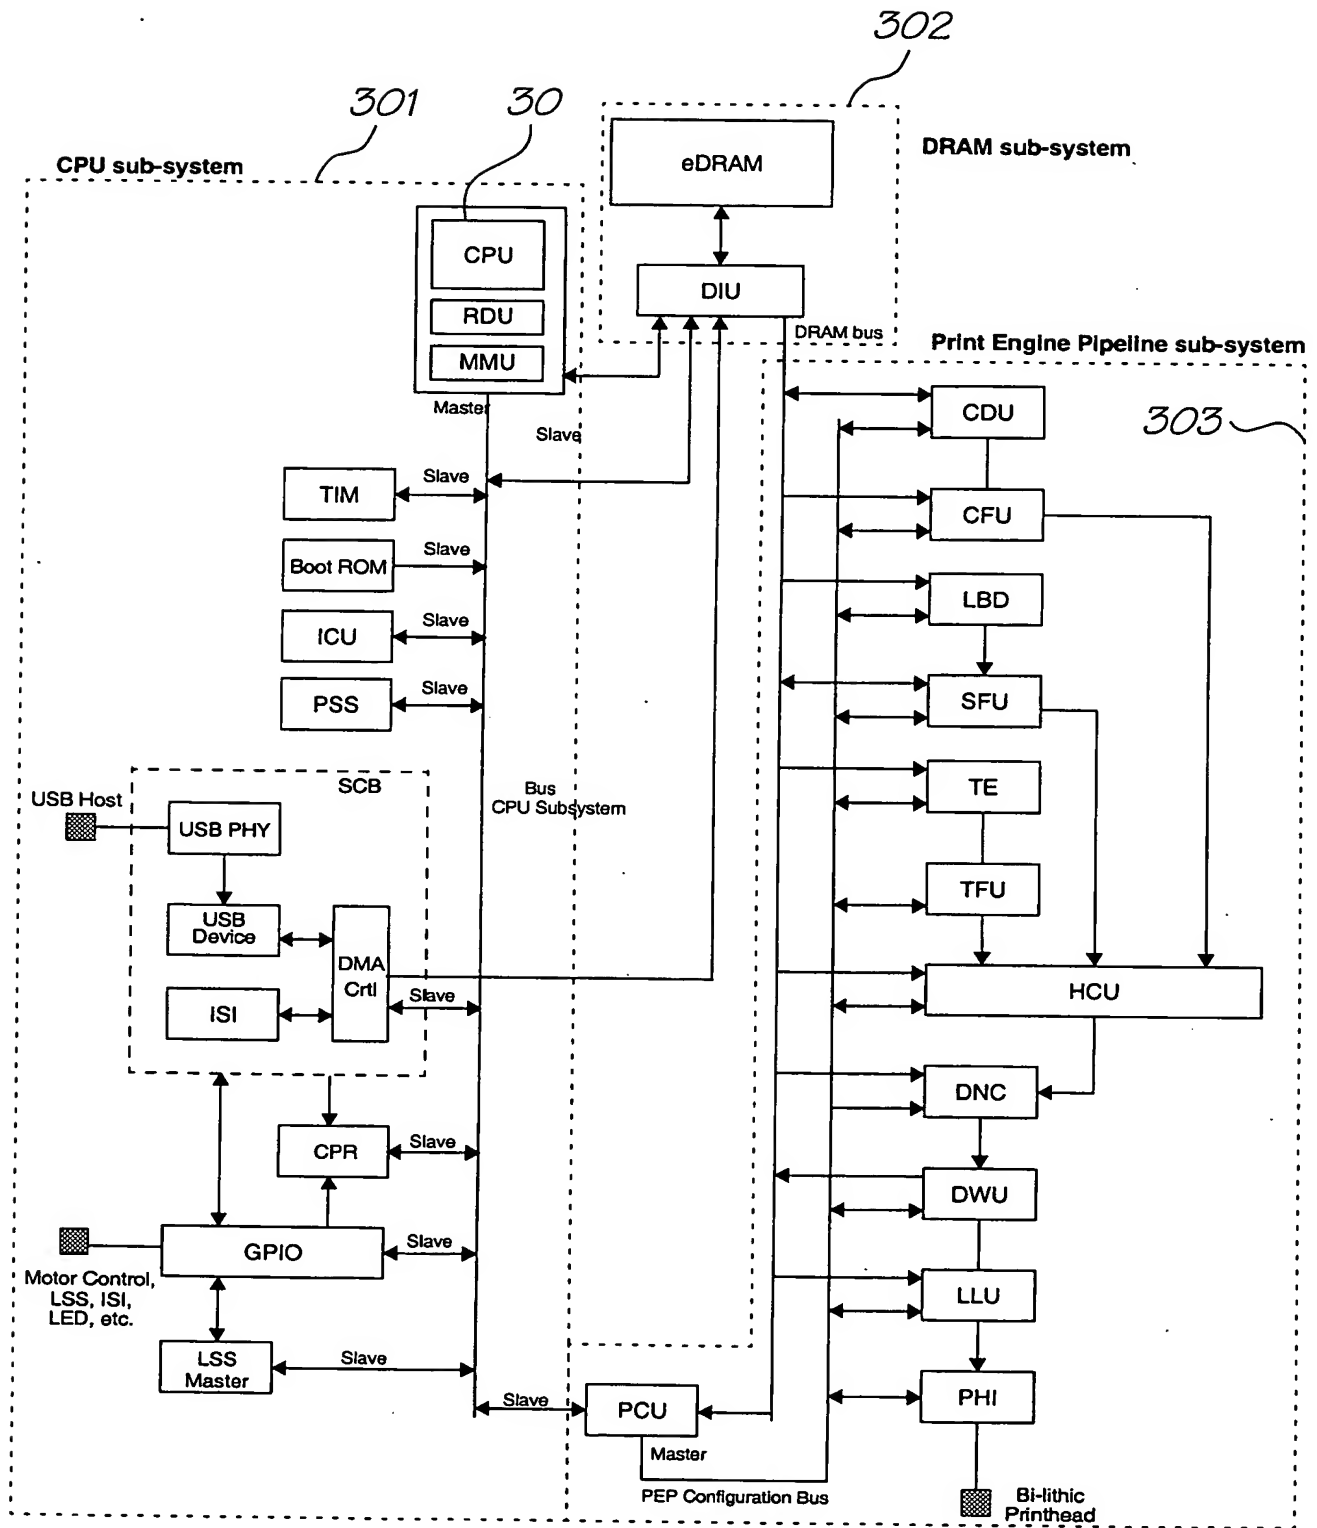 302
301
30
CPU sub-system
DRAM sub-system
eDRAM
CPU
DIU
RDU
DRAM bus
MMU
Print Engine Pipeline sub-system
Master
Slave
CDU
303
TIM
Slave
CFU
Boot ROM
Slave
LBD
ICU
Slave
PSS
Slave
SFU
SCB
Bus
CPU Subsystem
TE
USB Host
USB PHY
TFU
USB
Device
DMA
Crtl
Slave
HCU
ISI
DNC
CPR
Slave
DWU
GPIO
Slave
Motor Control,
LSS, ISI,
LED, etc.
LLU
LSS
Master
Slave
Slave
PCU
PHI
Master
PEP Configuration Bus
Bi-lithic
Printhead